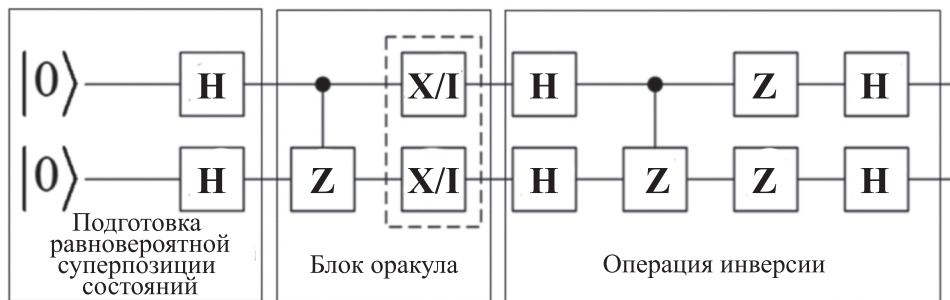 |0⟩ H X/I H Z H
|0⟩ H Z X/I H Z Z H
Подготовка
равновероятной
суперпозиции
состояний
Блок оракула
Операция инверсии